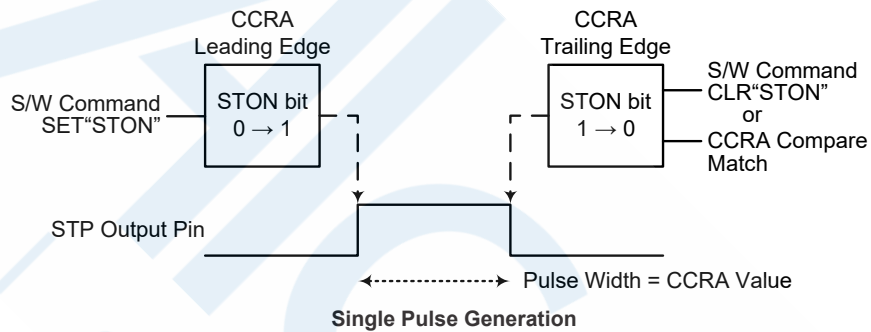 CCRA
Leading Edge
CCRA
Trailing Edge
S/W Command
SET“STON”
STON bit
0 → 1
STON bit
1 → 0
S/W Command
CLR“STON”
or
CCRA Compare
Match
STP Output Pin
Pulse Width = CCRA Value
Single Pulse Generation